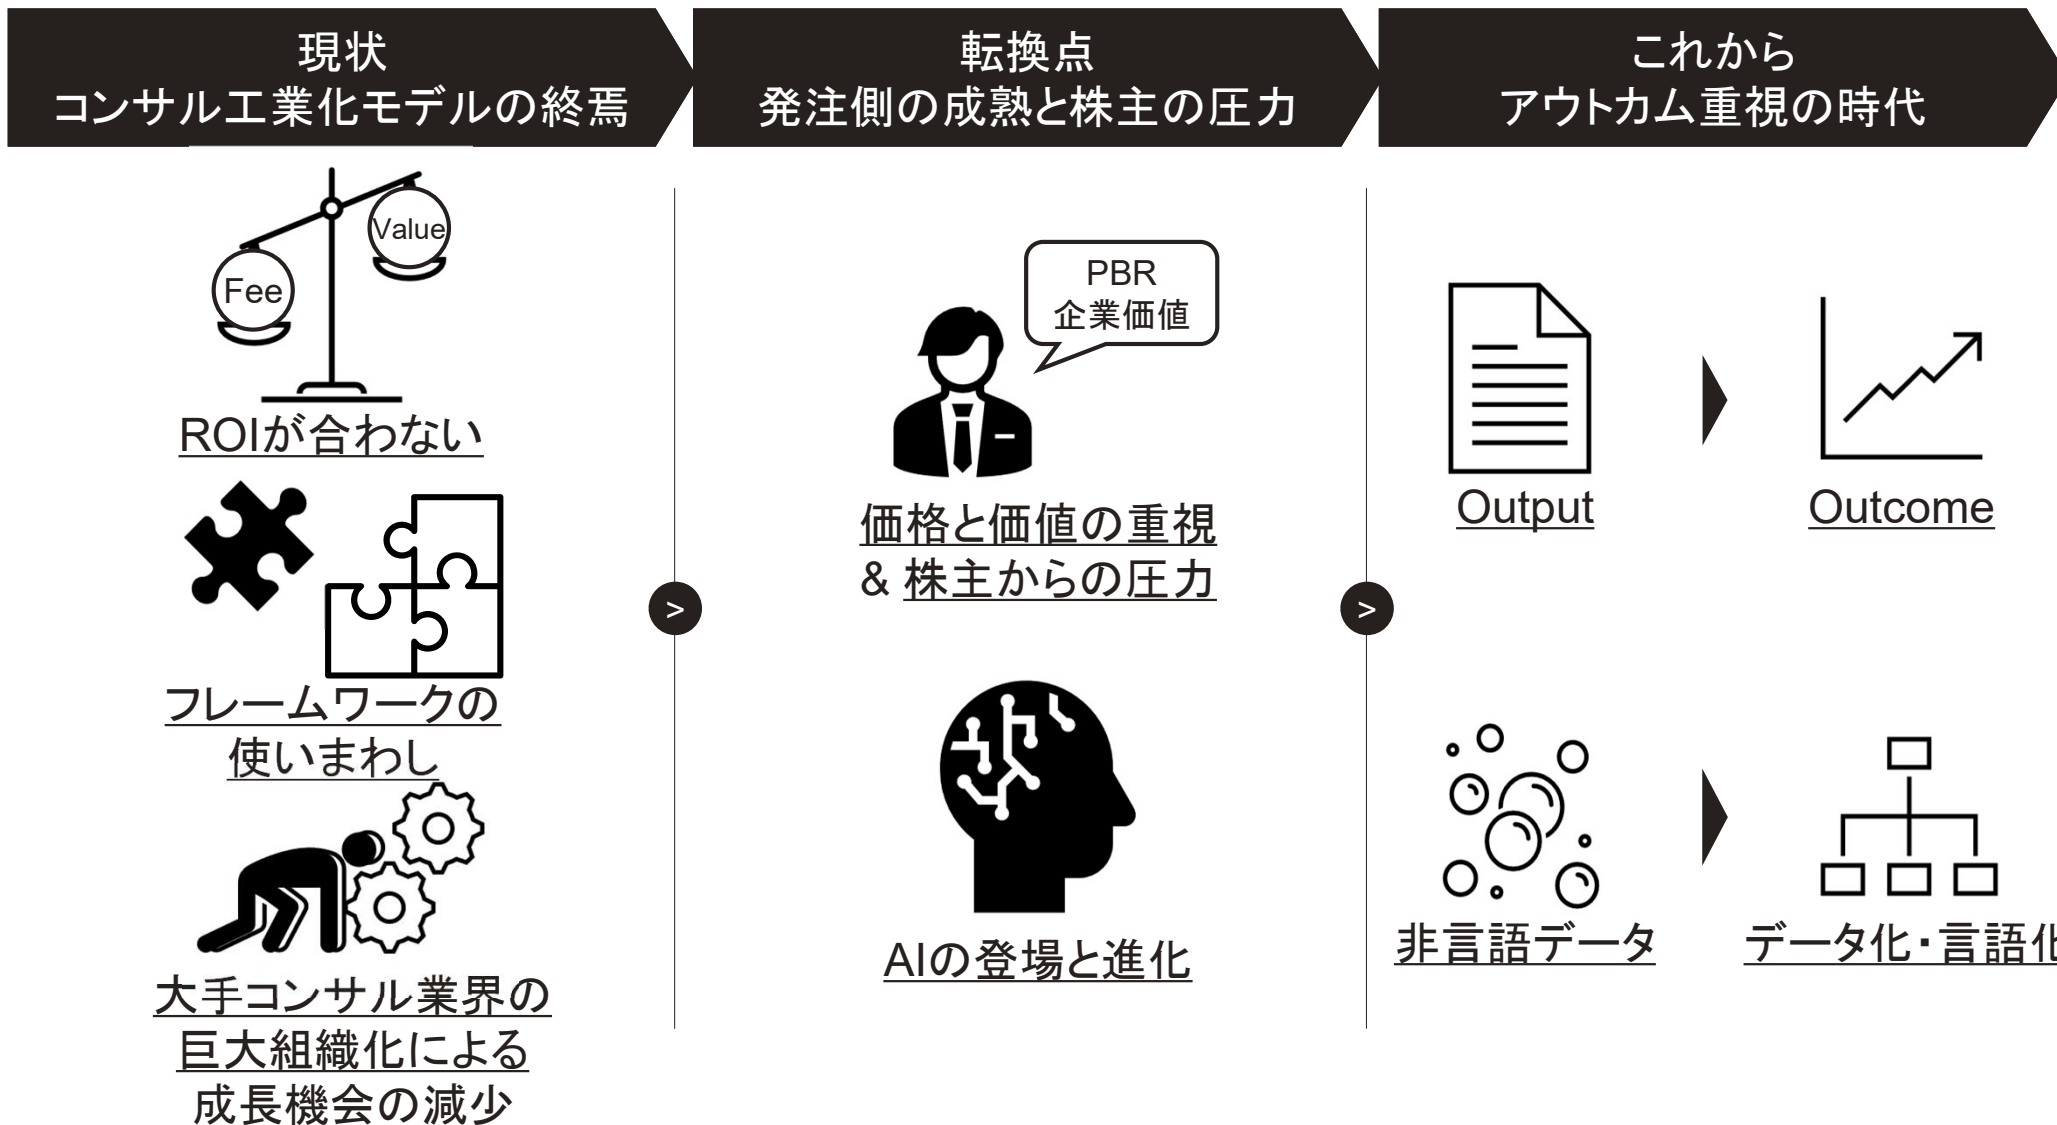 現状
コンサル工業化モデルの終焉
Value
Fee
ROIが合わない
フレームワークの
使いまわし
大手コンサル業界の
巨大組織化による
成長機会の減少
>
転換点
発注側の成熟と株主の圧力
PBR
企業価値
価格と価値の重視
& 株主からの圧力
AIの登場と進化
>
これから
アウトカム重視の時代
Output
Outcome
非言語データ
データ化・言語化